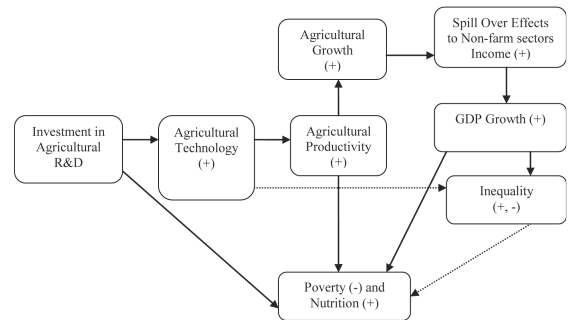 Agricultural
Growth
(+)
Spill Over Effects
to Non-farm sectors
Income (+)
Investment in
Agricultural
R&D
Agricultural
Technology
(+)
Agricultural
Productivity
(+)
GDP Growth (+)
Inequality
(+, -)
Poverty (-) and
Nutrition (+)